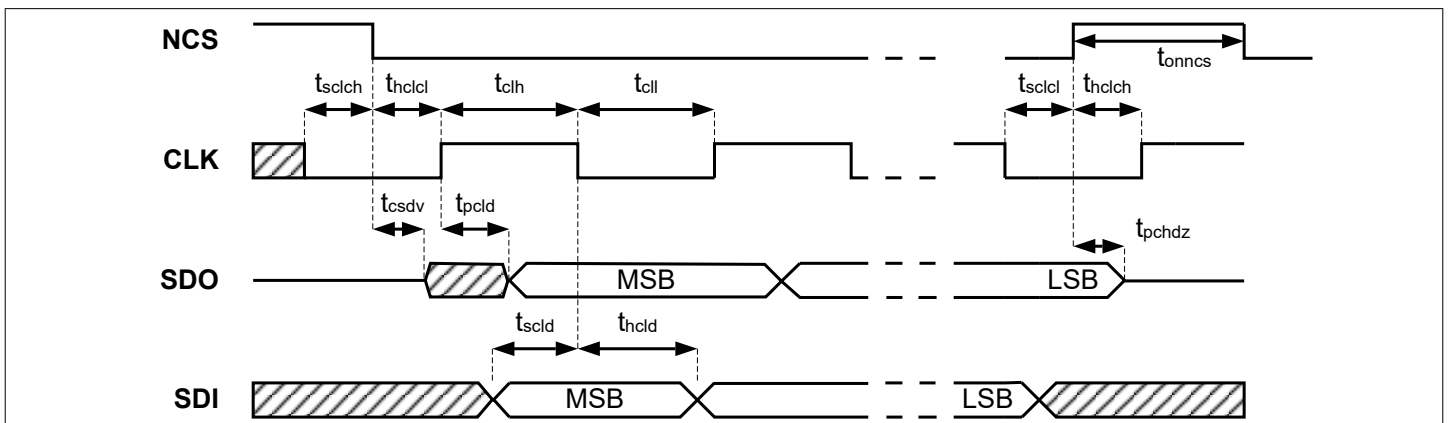 NCS
tonncs
tsclch thclcl tclh tcll tsclcl thclch
CLK
tcsdv tpcld tpchdz
SDO MSB LSB
tscld thcld
SDI MSB LSB